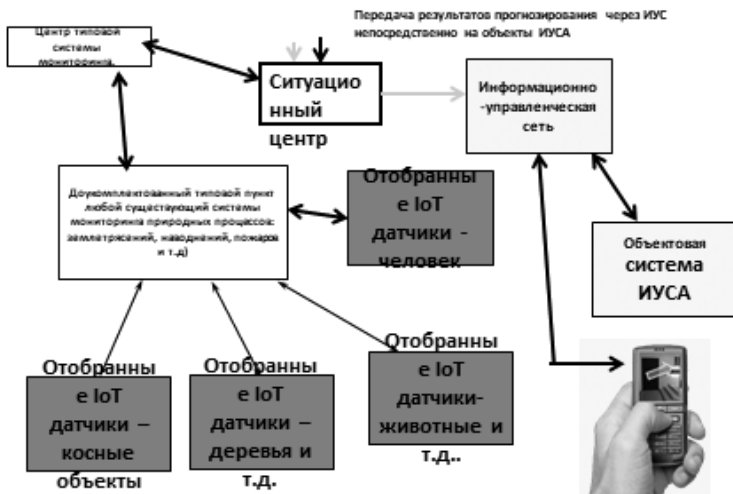 Передача результатов прогнозирования через ИУС
непосредственно на объекты ИУСА
Центр типовой
системы
мониторинга.
Ситуацио
нный
центр
Информационно
-управленческая
сеть
Доукомплектованный типовой пункт
любой существующий системы
мониторинга природных процессов:
землетрясений, наводнений, пожаров
и т.д)
Отобранны
е IoT
датчики -
человек
Объектовая
система
ИУСА
Отобранны
е IoT
датчики –
косные
объекты
Отобранны
е IoT
датчики –
деревья и
т.д.
Отобранны
е IoT
датчики-
животные и
т.д..